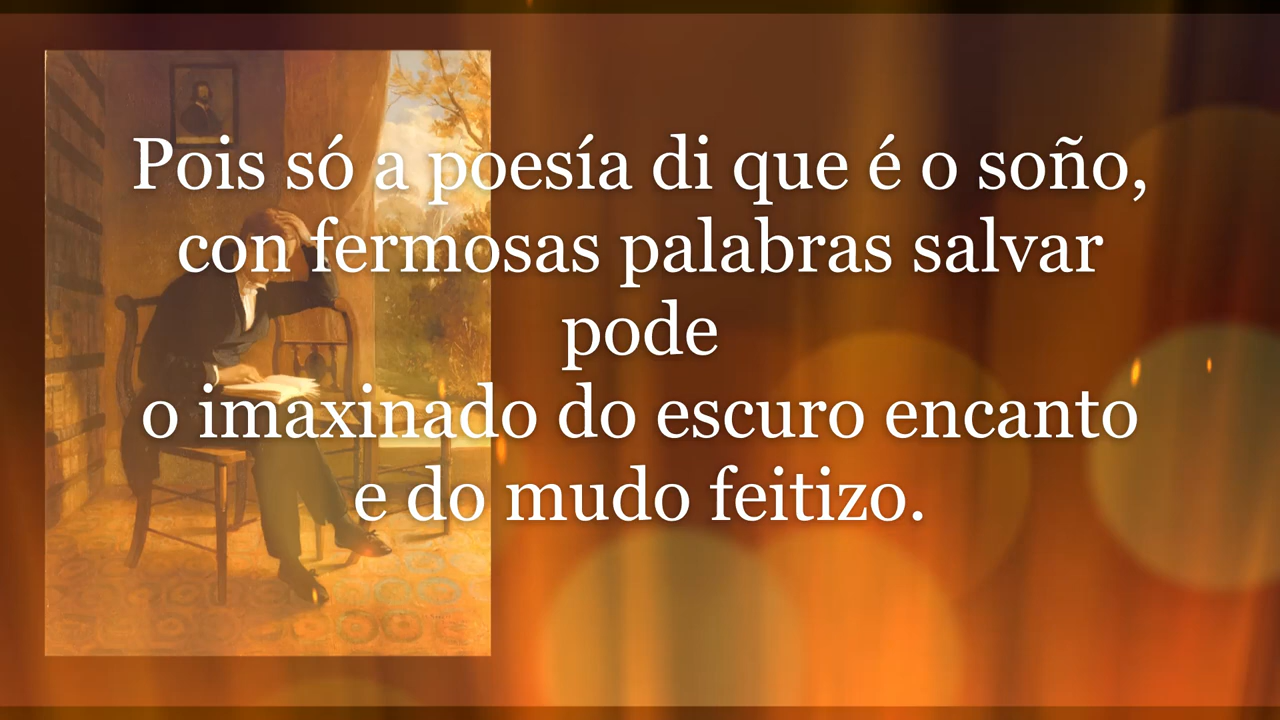 Pois só a poesía di que é o soño,
con fermosas palabras salvar
pode
o imaxinado do escuro encanto
e do mudo feitizo.